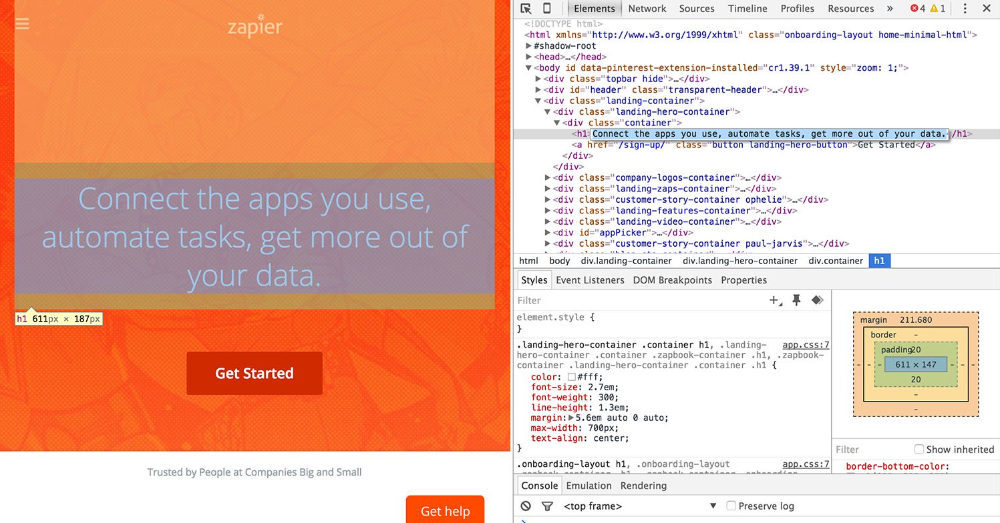 zapier
Connect the apps you use,
automate tasks, get more out of
your data.
h1 611px × 187px
Get Started
Trusted by People at Companies Big and Small
Get help
Elements Network Sources Timeline Profiles Resources » 4 1
<!DOCTYPE html>
<html xmlns="http://www.w3.org/1999/xhtml" class="onboarding-layout home-minimal-html">
▶#shadow-root
▶<head>…</head>
▼<body id data-pinterest-extension-installed="cr1.39.1" style="zoom: 1;">
▶<div class="topbar hide">…</div>
▶<div id="header" class="transparent-header">…</div>
▼<div class="landing-container">
▼<div class="landing-hero-container">
▼<div class="container">
<h1>Connect the apps you use, automate tasks, get more out of your data./h1>
<a href="/sign-up/" class="button landing-hero-button">Get Started</a>
</div>
</div>
▶<div class="company-logos-container">…</div>
▶<div class="landing-zaps-container">…</div>
▶<div class="customer-story-container ophelie">…</div>
▶<div class="landing-features-container">…</div>
▶<div class="landing-video-container">…</div>
▶<div id="appPicker">…</div>
▶<div class="customer-story-container paul-jarvis">…</div>
html body div.landing-container div.landing-hero-container div.container h1
Styles Event Listeners DOM Breakpoints Properties
Filter
element.style {
}
.landing-hero-container .container h1, .landing- app.css:7
hero-container .container .zapbook-container .h1, .zapbook-
container .landing-hero-container .container .h1 {
color: #fff;
font-size: 2.7em;
font-weight: 300;
line-height: 1.3em;
margin:▶5.6em auto 0 auto;
max-width: 700px;
text-align: center;
}
.onboarding-layout h1, .onboarding-layout app.css:7
margin 211.680
border -
padding20
- - - 611 × 147 - - -
20
-
-
Filter Show inherited
border-bottom-color:
Console Emulation Rendering
<top frame> ▼ Preserve log